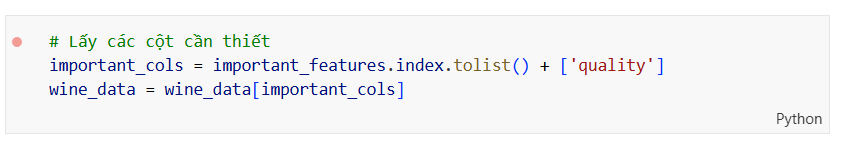 # Lấy các cột cần thiết
important_cols = important_features.index.tolist() + ['quality']
wine_data = wine_data[important_cols]
Python